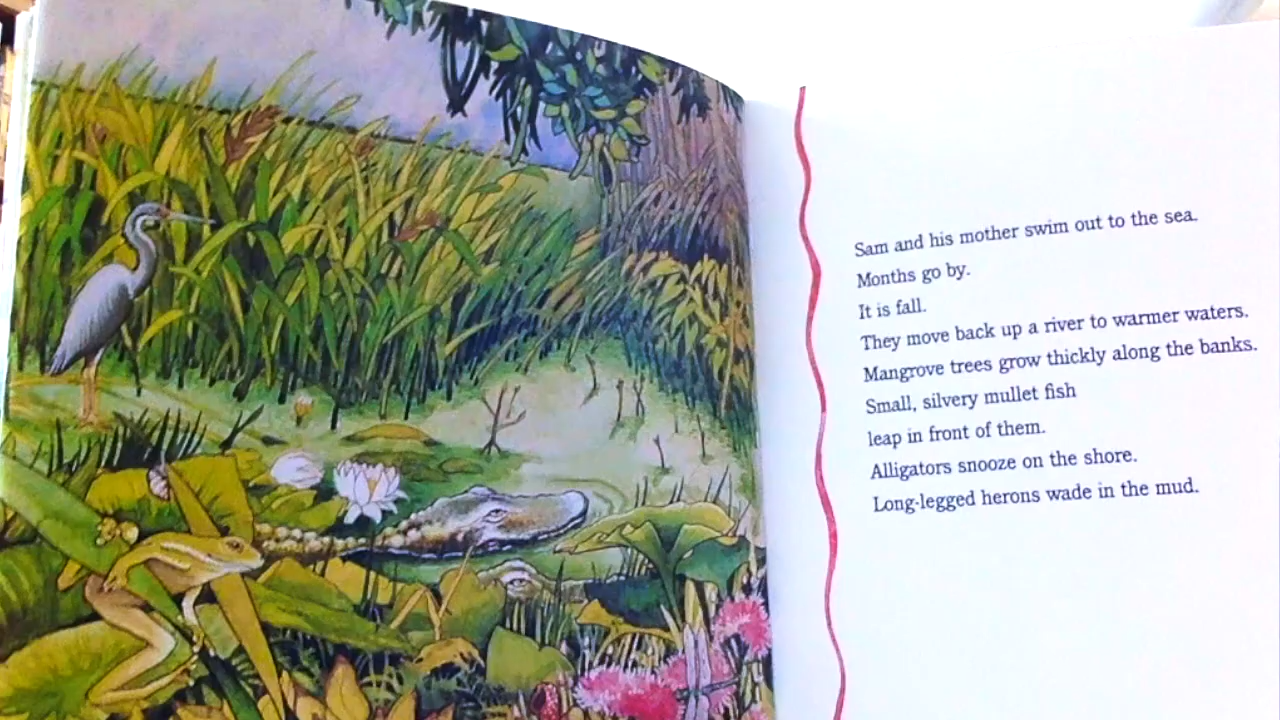 Sam and his mother swim out to the sea.
Months go by.
It is fall.
They move back up a river to warmer waters.
Mangrove trees grow thickly along the banks.
Small, silvery mullet fish
leap in front of them.
Alligators snooze on the shore.
Long-legged herons wade in the mud.